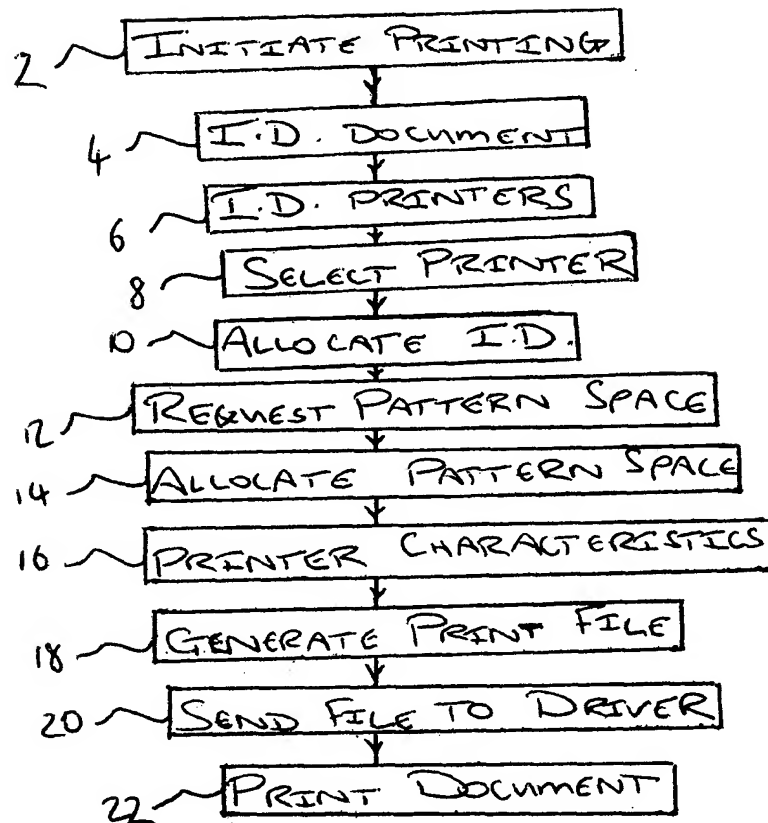 2 INITIATE PRINTING
4 I.D. DOCUMENT
6 I.D. PRINTERS
8 SELECT PRINTER
10 ALLOCATE I.D.
12 REQUEST PATTERN SPACE
14 ALLOCATE PATTERN SPACE
16 PRINTER CHARACTERISTICS
18 GENERATE PRINT FILE
20 SEND FILE TO DRIVER
22 PRINT DOCUMENT